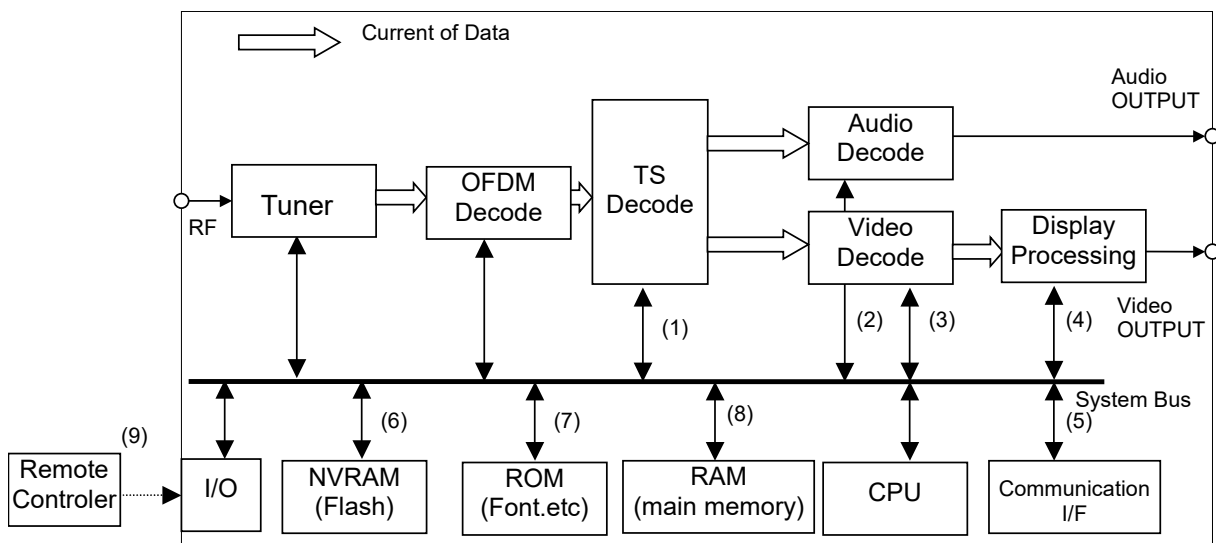 Current of Data
Audio
OUTPUT
Audio
Decode
TS
Decode
OFDM
Decode
Tuner
RF
Video
Decode
Display
Processing
Video
OUTPUT
(1)
(2)
(3)
(4)
System Bus
(5)
(6)
(7)
(8)
(9)
Remote
Controler
I/O
NVRAM
(Flash)
ROM
(Font.etc)
RAM
(main memory)
CPU
Communication
I/F